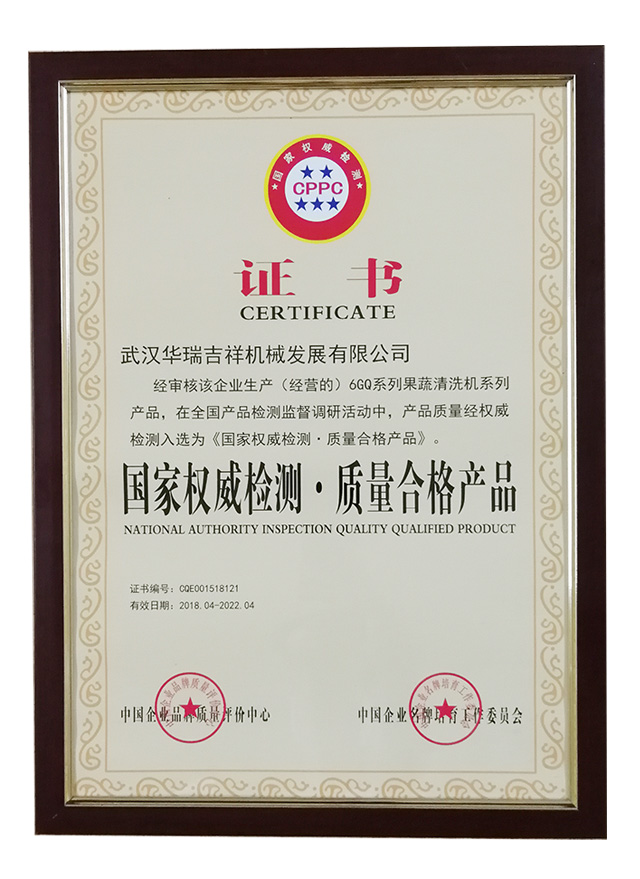 国家权威检测
CPPC
证 书
CERTIFICATE
武汉华瑞吉祥机械发展有限公司
经审核该企业生产（经营的）6GQ系列果蔬清洗机系列
产品，在全国产品检测监督调研活动中，产品质量经权威
检测入选为《国家权威检测·质量合格产品》。
国家权威检测·质量合格产品
NATIONAL AUTHORITY INSPECTION QUALITY QUALIFIED PRODUCT
证书编号：CQE001518121
有效日期：2018.04-2022.04
中国企业品牌质量评价中心
中国企业名牌培育工作委员会